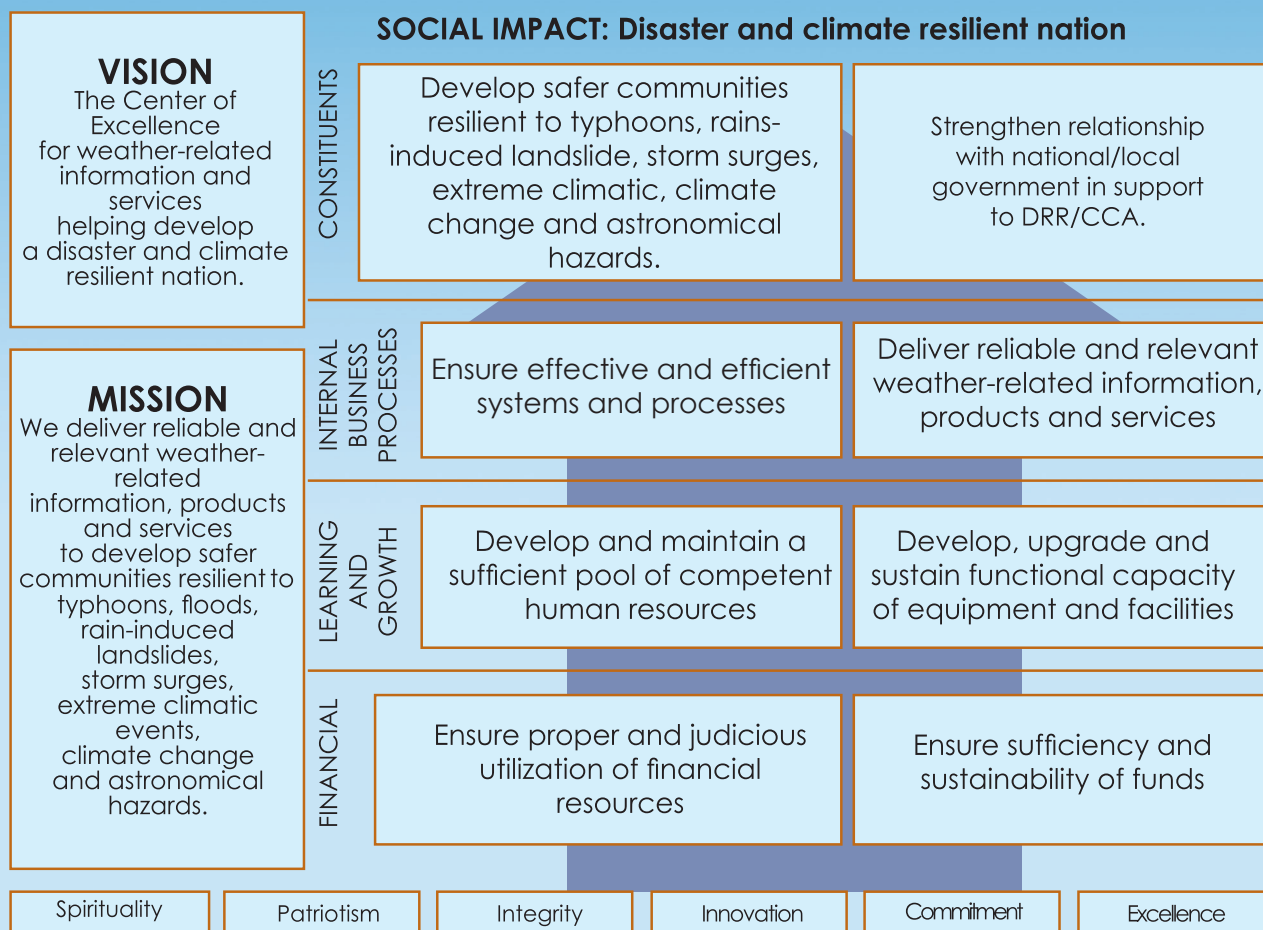 VISION
The Center of
Excellence
for weather-related
information and
services
helping develop
a disaster and climate
resilient nation.
MISSION
We deliver reliable and
relevant weather-
related
information, products
and services
to develop safer
communities resilient to
typhoons, floods,
rain-induced
landslides,
storm surges,
extreme climatic
events,
climate change
and astronomical
hazards.
SOCIAL IMPACT: Disaster and climate resilient nation
CONSTITUENTS
Develop safer communities
resilient to typhoons, rains-
induced landslide, storm surges,
extreme climatic, climate
change and astronomical
hazards.
Strengthen relationship
with national/local
government in support
to DRR/CCA.
INTERNAL
BUSINESS
PROCESSES
Ensure effective and efficient
systems and processes
Deliver reliable and relevant
weather-related information,
products and services
LEARNING
AND
GROWTH
Develop and maintain a
sufficient pool of competent
human resources
Develop, upgrade and
sustain functional capacity
of equipment and facilities
FINANCIAL
Ensure proper and judicious
utilization of financial
resources
Ensure sufficiency and
sustainability of funds
Spirituality
Patriotism
Integrity
Innovation
Commitment
Excellence